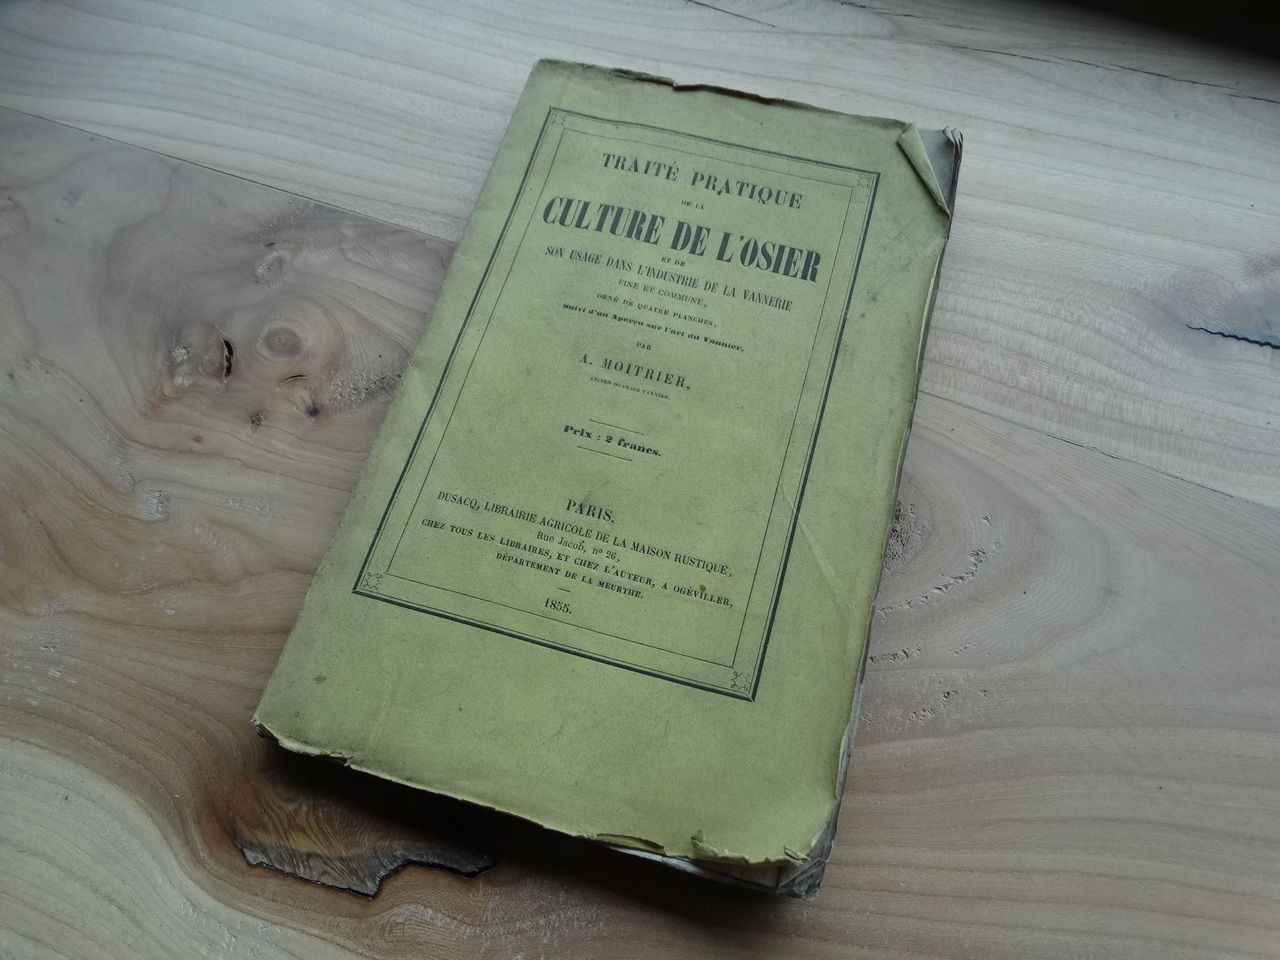 TRAITÉ PRATIQUE
DE LA
CULTURE DE L'OSIER
ET DE
SON USAGE DANS L'INDUSTRIE DE LA VANNERIE
FINE ET COMMUNE,
ORNÉ DE QUATRE PLANCHES,
Suivi d'un Aperçu sur l'art du Vannier,
PAR
A. MOITRIER,
ANCIEN OUVRIER VANNIER.
Prix : 2 francs.
PARIS,
DUSACQ, LIBRAIRIE AGRICOLE DE LA MAISON RUSTIQUE,
Rue Jacob, nº 26,
CHEZ TOUS LES LIBRAIRES, ET CHEZ L'AUTEUR, A OGÉVILLER,
DÉPARTEMENT DE LA MEURTHE.
1855.